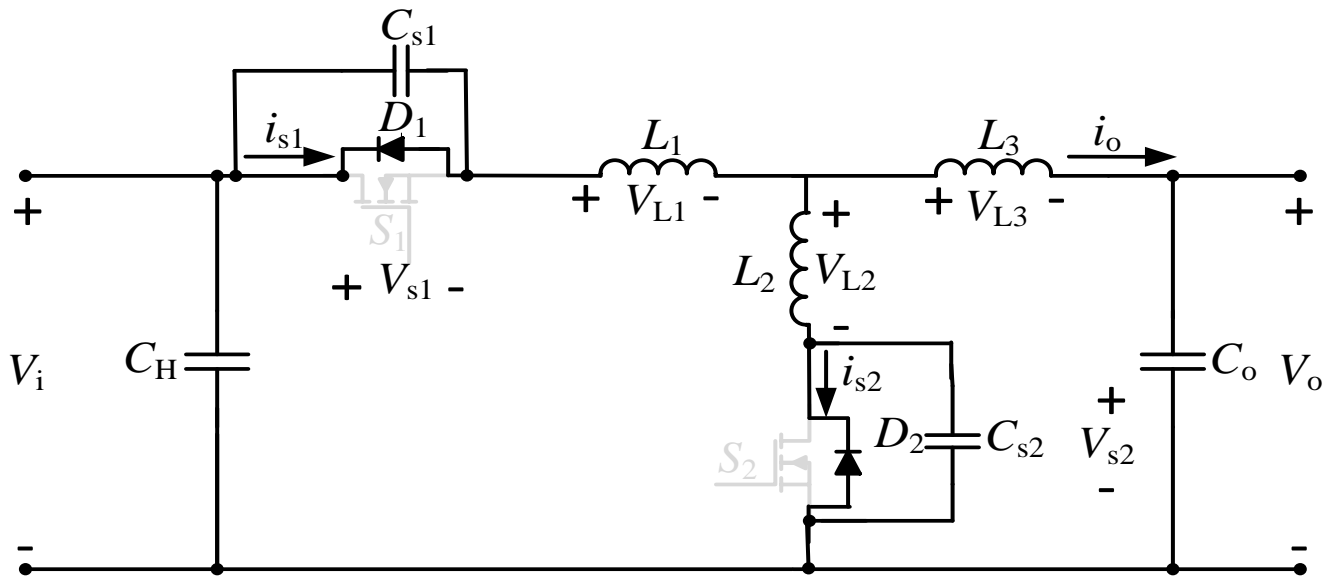 Cs1
D1
is1
L1
L3
io
+
+ VL1 -
+ VL3 -
+
+
S1
+ Vs1 -
L2
VL2
-
Vi
CH
is2
Co
Vo
+
S2
D2
Cs2
Vs2
-
-
-